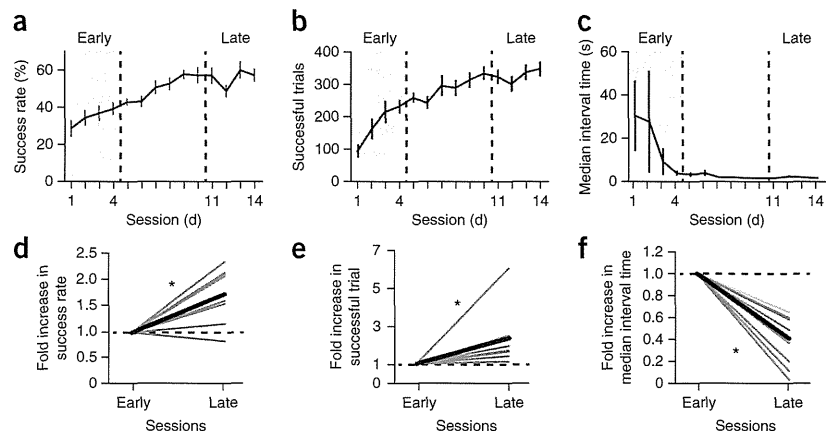 a
Early
Late
Success rate (%)
60
40
20
0
1
4
11
14
Session (d)
b
Early
Late
Successful trials
400
300
200
100
0
1
4
11
14
Session (d)
c
Early
Late
Median interval time (s)
60
40
20
0
1
4
11
14
Session (d)
d
Fold increase in
success rate
2.5
2.0
1.5
1.0
0.5
0
*
Early
Late
Sessions
e
Fold increase in
successful trial
7
5
3
1
0
*
Early
Late
Sessions
f
Fold increase in
median interval time
1.2
1.0
0.8
0.6
0.4
0.2
0
*
Early
Late
Sessions